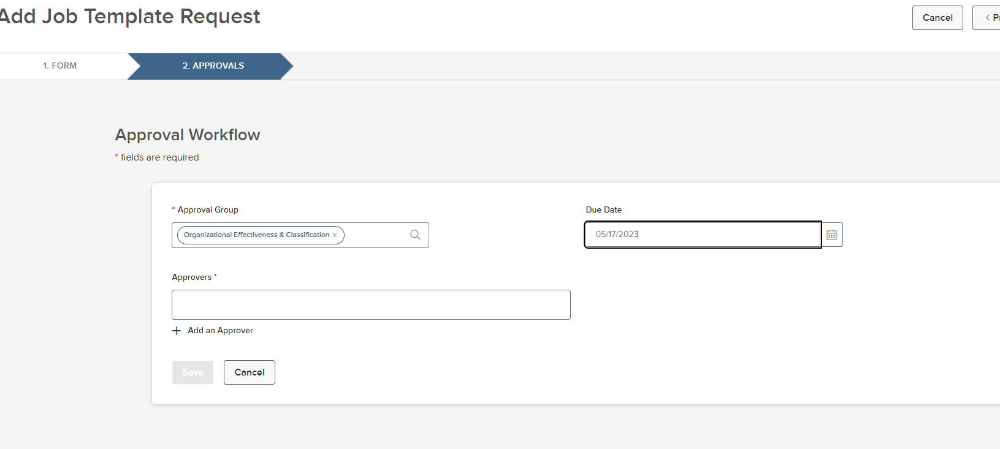 Add Job Template Request
Cancel
1. FORM
2. APPROVALS
Approval Workflow
* fields are required
* Approval Group
Due Date
Organizational Effectiveness & Classification
05/17/2023
Approvers *
Add an Approver
Save
Cancel